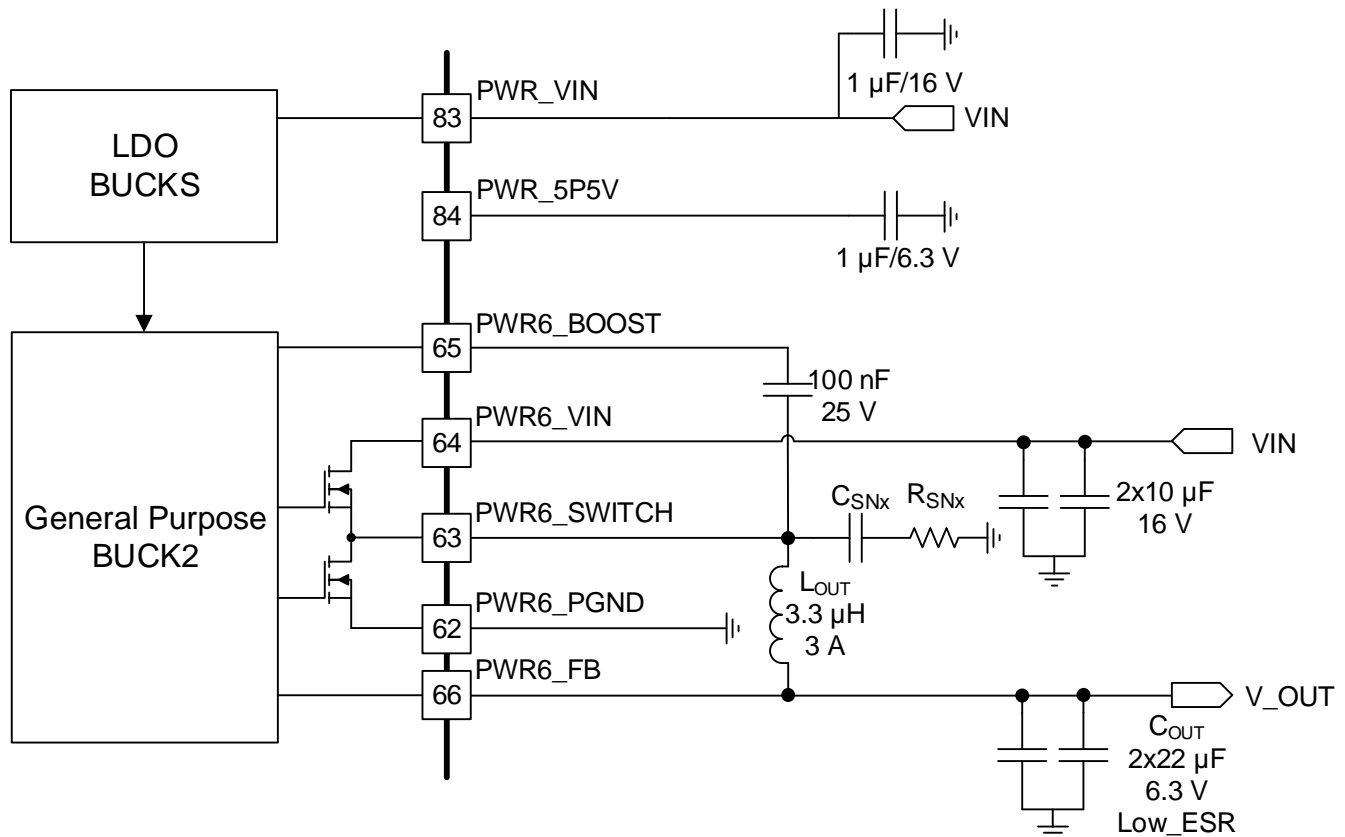 1 µF/16 V
PWR_VIN
83
VIN
LDO
BUCKS
PWR_5P5V
84
1 µF/6.3 V
PWR6_BOOST
65
100 nF
25 V
PWR6_VIN
64
VIN
2x10 µF
16 V
General Purpose
BUCK2
PWR6_SWITCH
63
CSNx
RSNx
LOUT
3.3 µH
3 A
PWR6_PGND
62
PWR6_FB
66
V_OUT
COUT
2x22 µF
6.3 V
Low_ESR